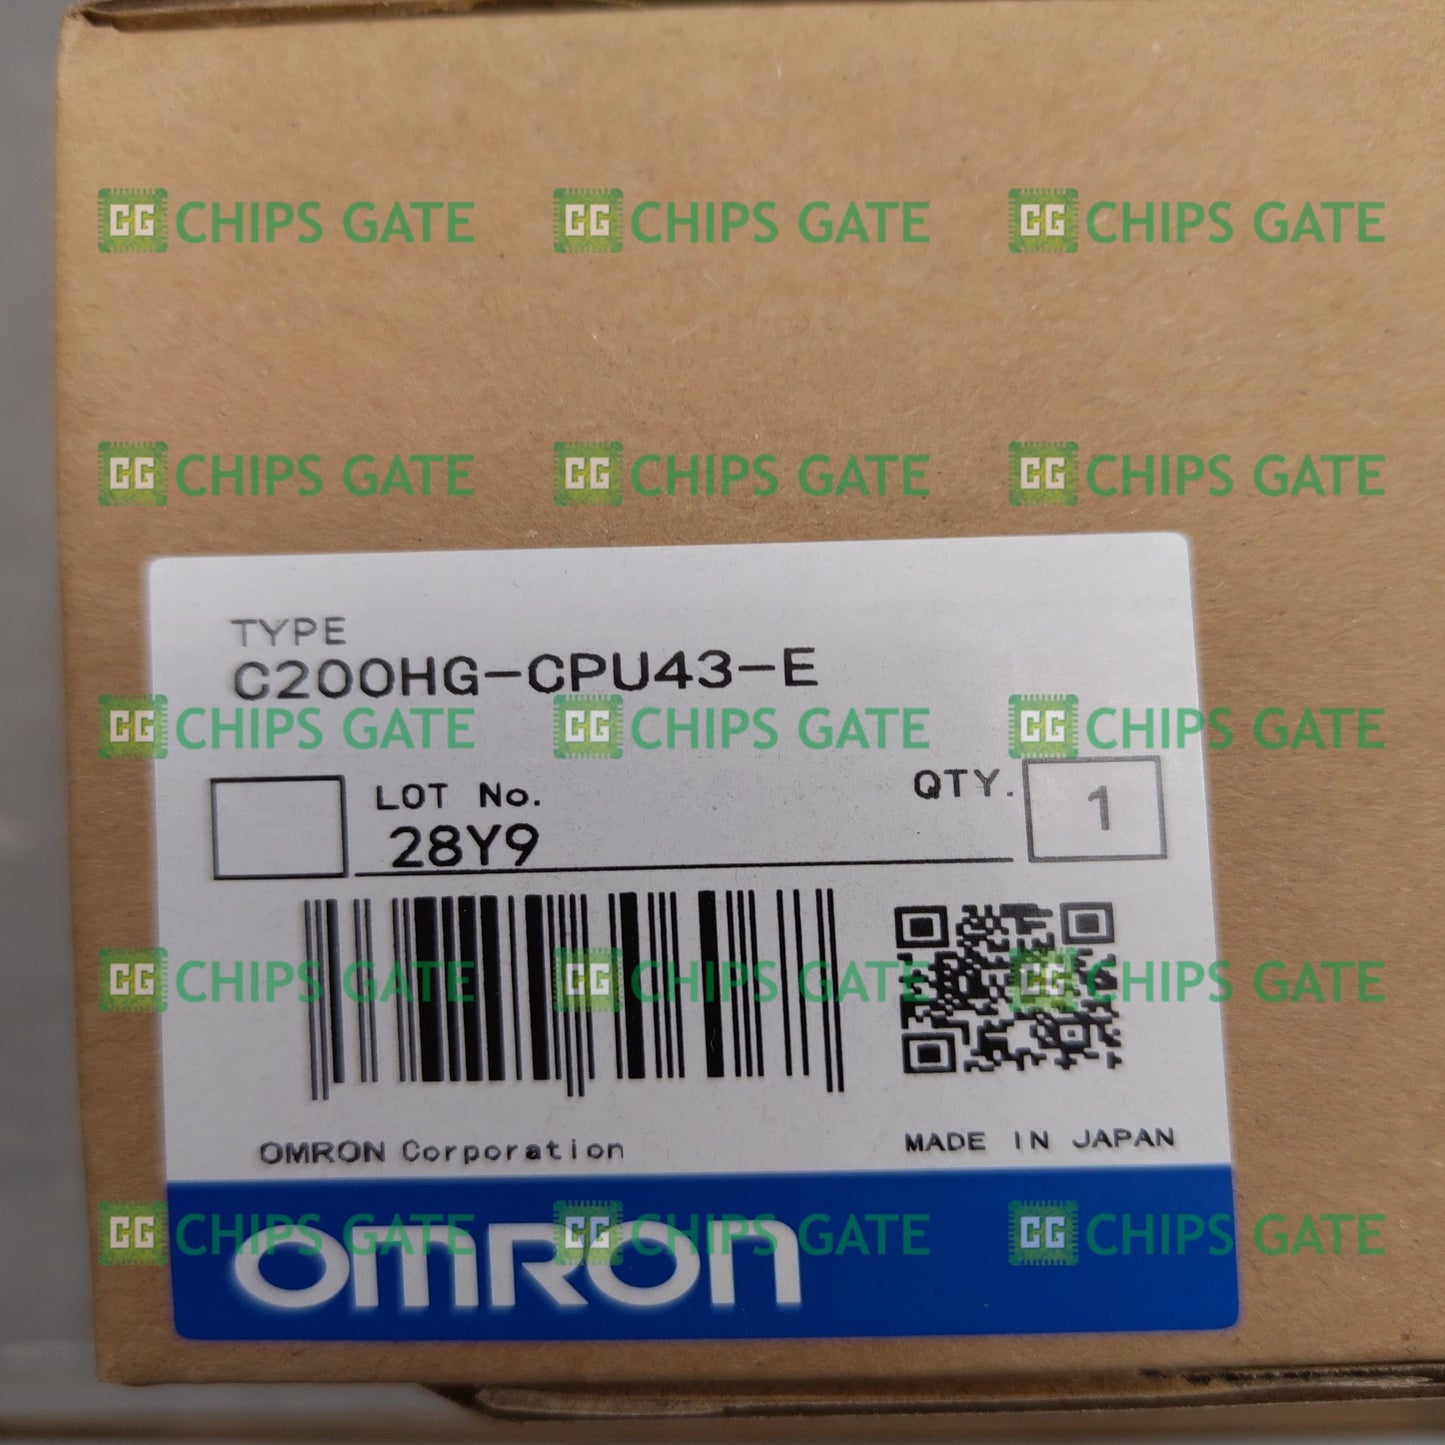 CG CHIPS GATE CG CHIPS GATE CG CHIPS GATE
CG CHIPS GATE CG CHIPS GATE CG CHIPS GATE
TYPE
C200HG-CPU43-E
CG CHIPS GATE CG CHIPS GATE CG CHIPS GATE
LOT No.
QTY.
28Y9
1
CG CHIPS GATE CG CHIPS GATE CG CHIPS GATE
OMRON Corporation
MADE IN JAPAN
CG CHIPS GATE CG CHIPS GATE CG CHIPS GATE
OMRON